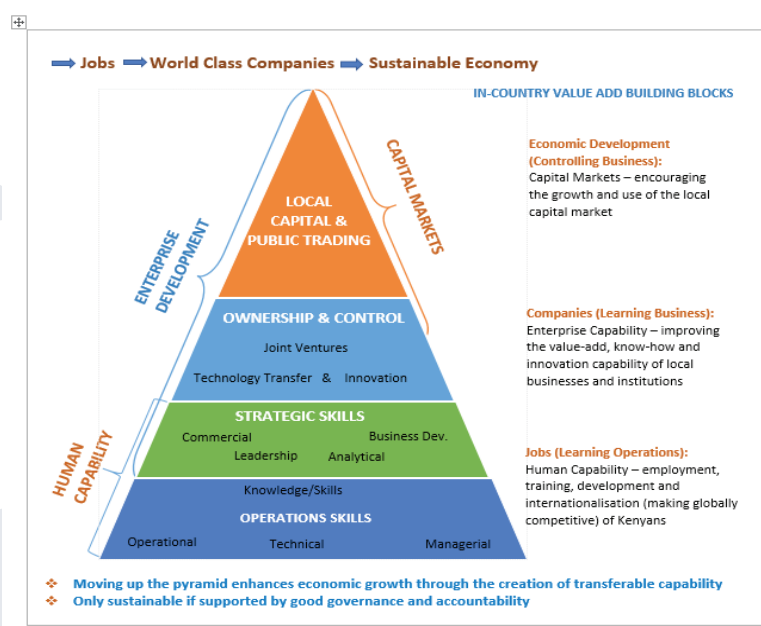 Jobs World Class Companies Sustainable Economy
IN-COUNTRY VALUE ADD BUILDING BLOCKS
ENTERPRISE
DEVELOPMENT
CAPITAL MARKETS
HUMAN
CAPABILITY
LOCAL
CAPITAL &
PUBLIC TRADING
OWNERSHIP & CONTROL
Joint Ventures
Technology Transfer & Innovation
STRATEGIC SKILLS
Commercial Business Dev.
Leadership Analytical
Knowledge/Skills
OPERATIONS SKILLS
Operational Technical Managerial
Economic Development
(Controlling Business):
Capital Markets – encouraging
the growth and use of the local
capital market
Companies (Learning Business):
Enterprise Capability – improving
the value-add, know-how and
innovation capability of local
businesses and institutions
Jobs (Learning Operations):
Human Capability – employment,
training, development and
internationalisation (making globally
competitive) of Kenyans
Moving up the pyramid enhances economic growth through the creation of transferable capability
Only sustainable if supported by good governance and accountability